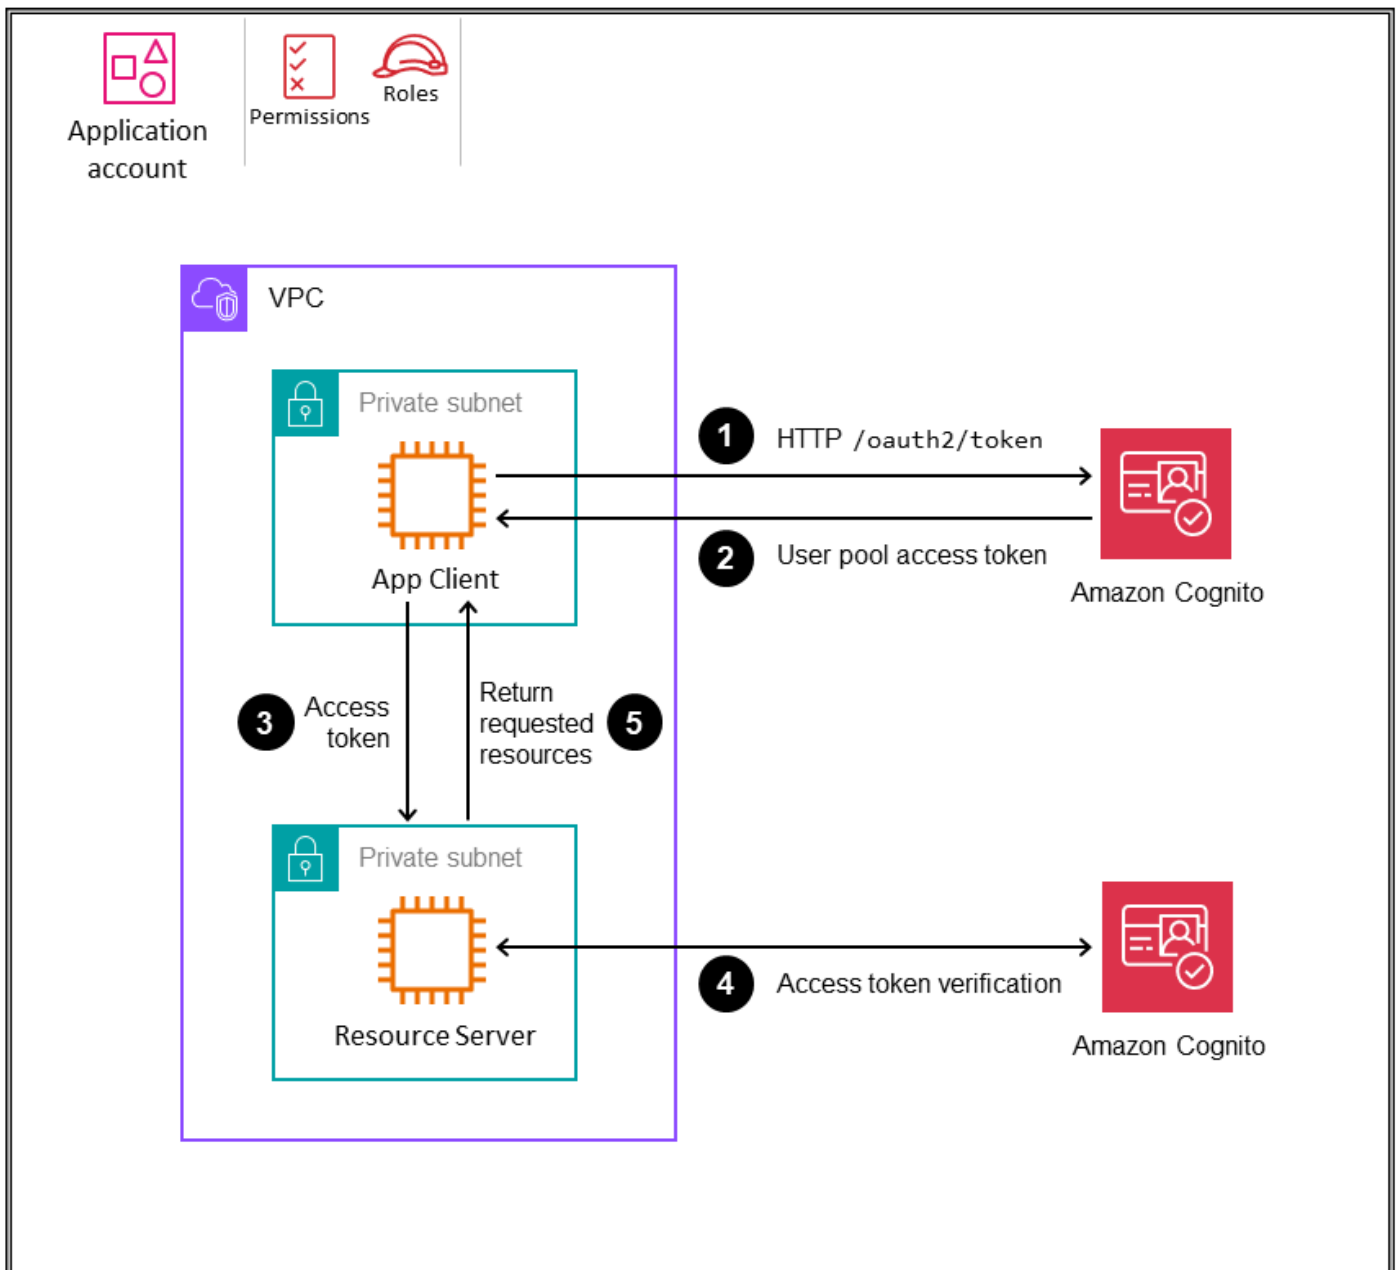 Application
account
Permissions
Roles
VPC
Private subnet
App Client
1
HTTP /oauth2/token
2
User pool access token
Amazon Cognito
3
Access
token
Return
requested
resources
5
Private subnet
Resource Server
4
Access token verification
Amazon Cognito